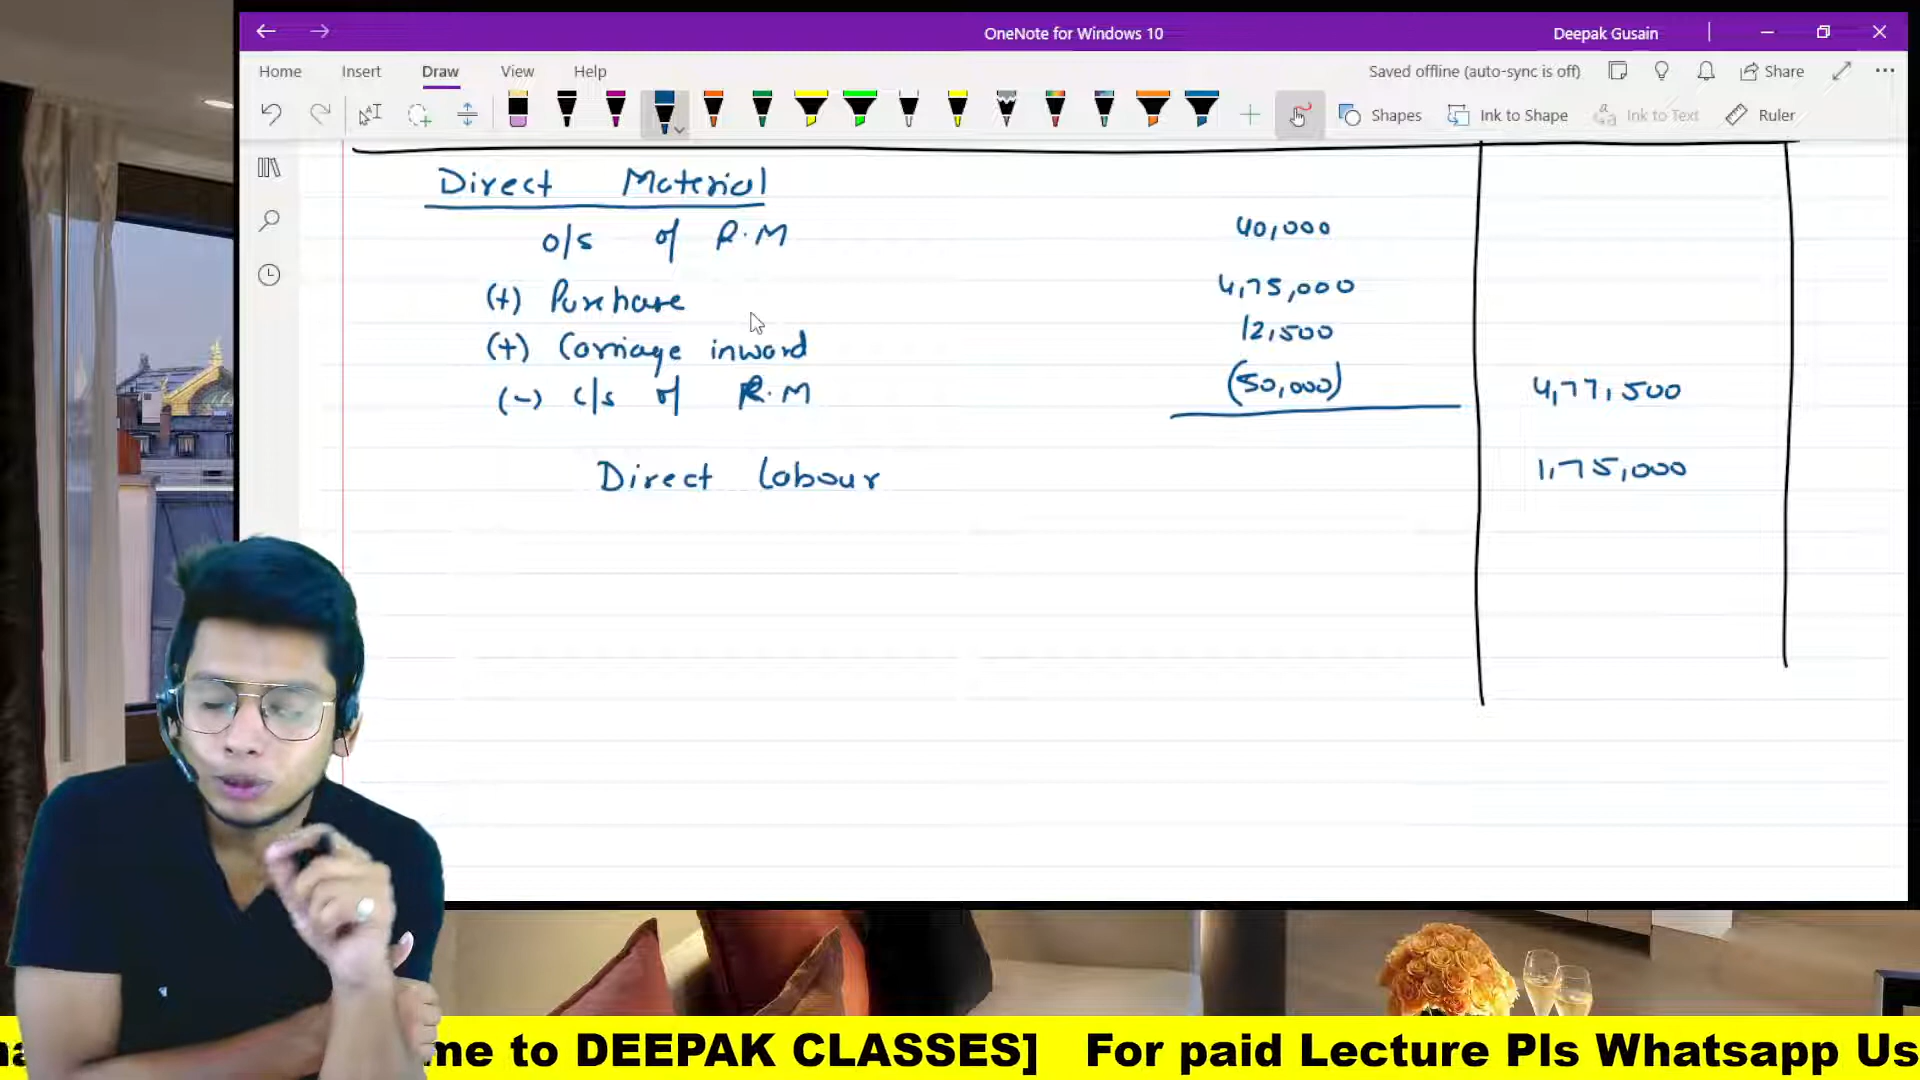 OneNote for Windows 10
Deepak Gusain
Home Insert Draw View Help
Saved offline (auto-sync is off) Share
Shapes Ink to Shape Ink to Text Ruler
Direct Material
o/s of R.M 40,000
(+) Purchase 4,75,000
(+) Carriage inward 12,500
(-) c/s of R.M (50,000) 4,77,500
Direct labour 1,75,000
me to DEEPAK CLASSES] For paid Lecture Pls Whatsapp Us